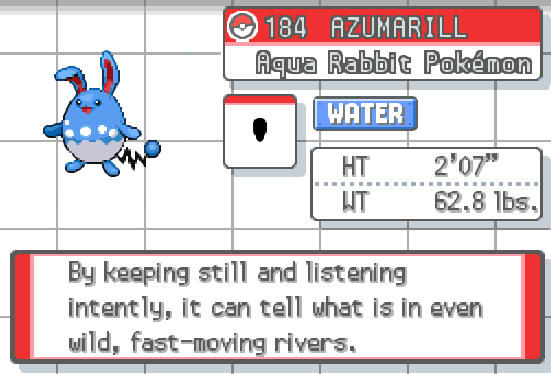 184 AZUMARILL
Aqua Rabbit Pokémon
WATER
HT 2'07”
WT 62.8 lbs.
By keeping still and listening
intently, it can tell what is in even
wild, fast-moving rivers.